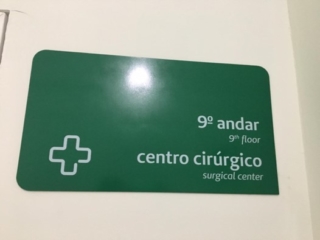 9º andar
9th floor
centro cirúrgico
surgical center